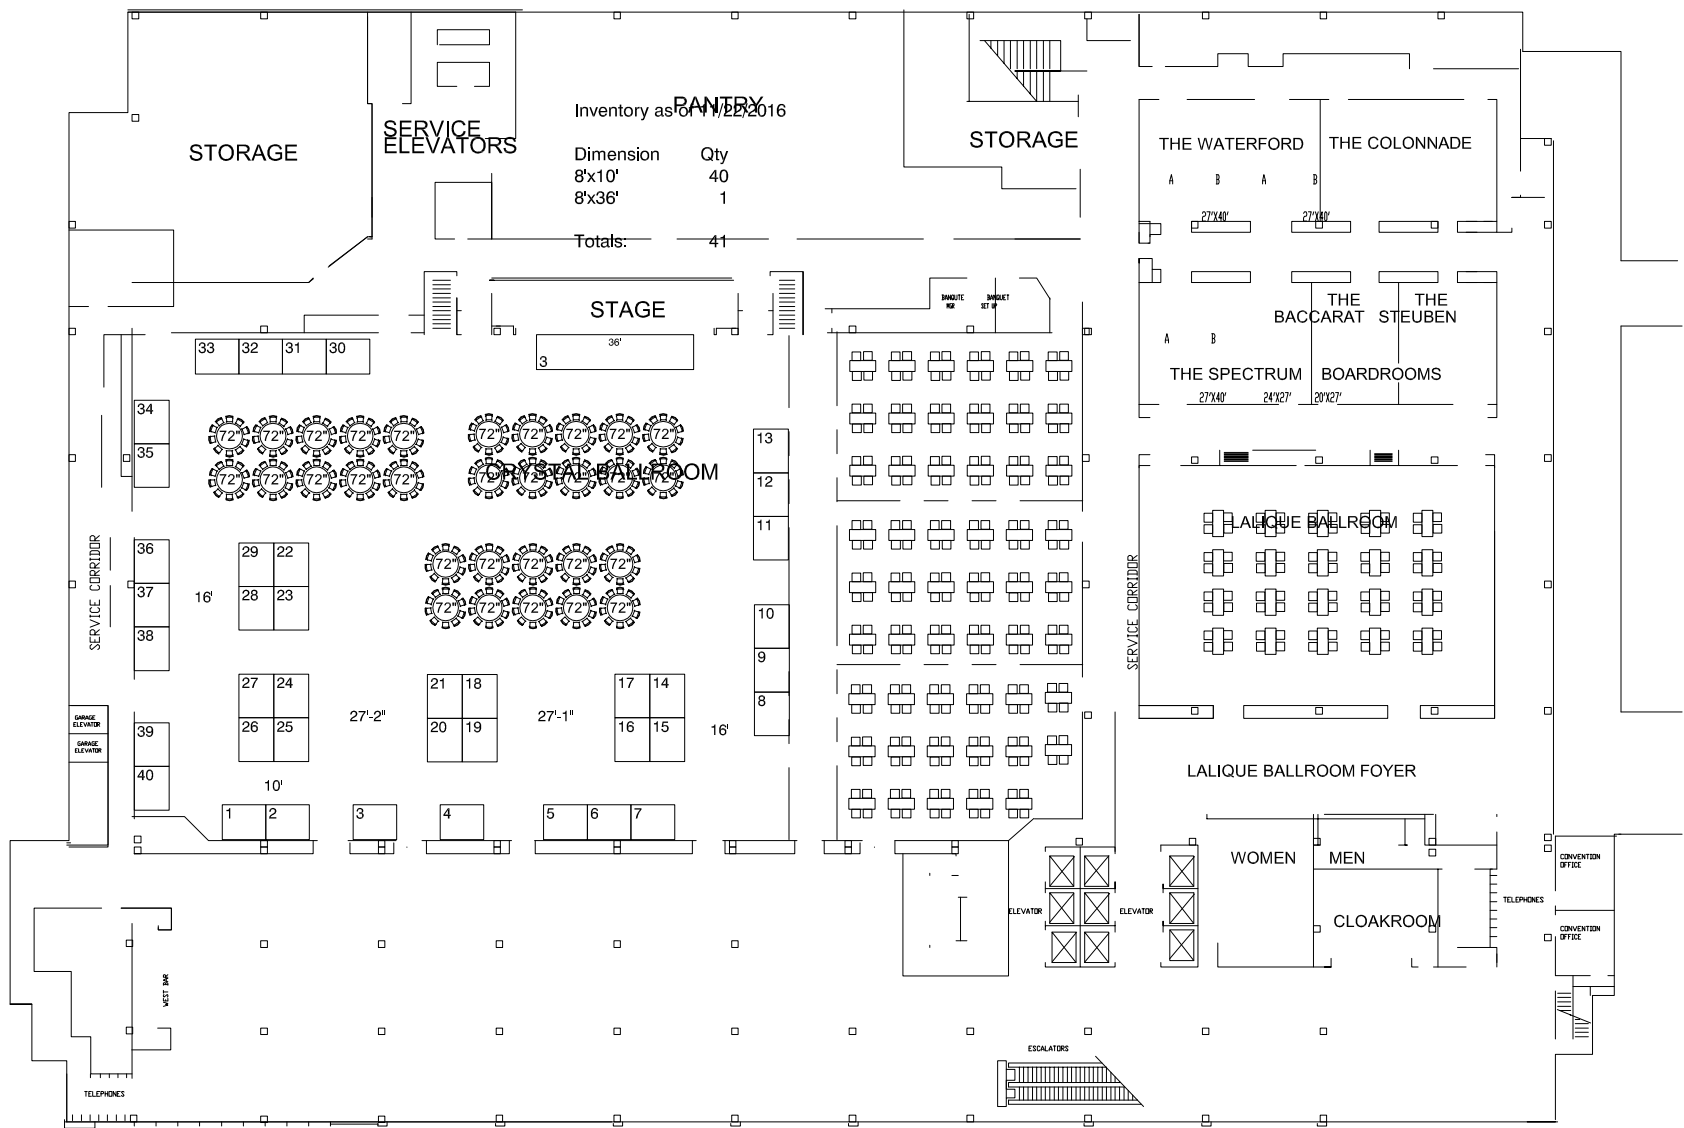 PANTRY
Inventory as of 11/22/2016
SERVICE
ELEVATORS
STORAGE
STORAGE
THE WATERFORD
THE COLONNADE
Dimension Qty
8'x10' 40
8'x36' 1
Totals: 41
A B A B
27'X40' 27'X40'
STAGE
BANQUTE
MGR
BANQUET
SET UP
THE
BACCARAT
THE
STEUBEN
A B
THE SPECTRUM
BOARDROOMS
27'X40' 24'X27' 20'X27'
33 32 31 30
36'
3
34
35
72" 72" 72" 72" 72" 72" 72" 72" 72" 72"
72" 72" 72" 72" 72" 72" 72" 72" 72" 72"
CRYSTAL BALLROOM
13
12
11
LALIQUE BALLROOM
SERVICE CORRIDOR
36
37
38
16'
29 22
28 23
72" 72" 72" 72" 72"
72" 72" 72" 72" 72"
10
9
8
SERVICE CORRIDOR
27 24
26 25
27'-2"
21 18
20 19
27'-1"
17 14
16 15
16'
GARAGE
ELEVATOR
GARAGE
ELEVATOR
39
40
10'
1 2 3 4 5 6 7
LALIQUE BALLROOM FOYER
WOMEN
MEN
CLOAKROOM
CONVENTION
OFFICE
TELEPHONES
CONVENTION
OFFICE
ELEVATOR
ELEVATOR
WEST BAR
ESCALATORS
TELEPHONES